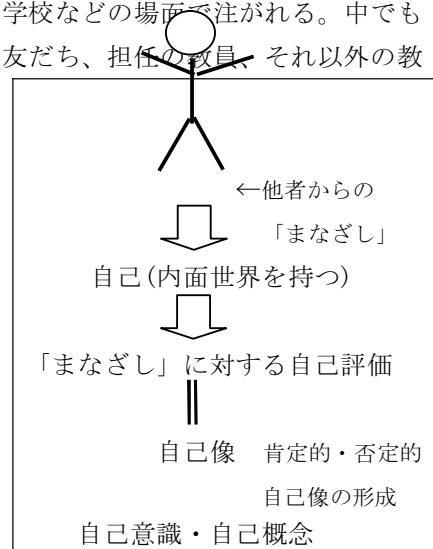 学校などの場面で注がれる。中でも
友だち、担任の教員、それ以外の教
←他者からの
「まなざし」
自己(内面世界を持つ)
「まなざし」に対する自己評価
自己像 肯定的・否定的
自己像の形成
自己意識・自己概念